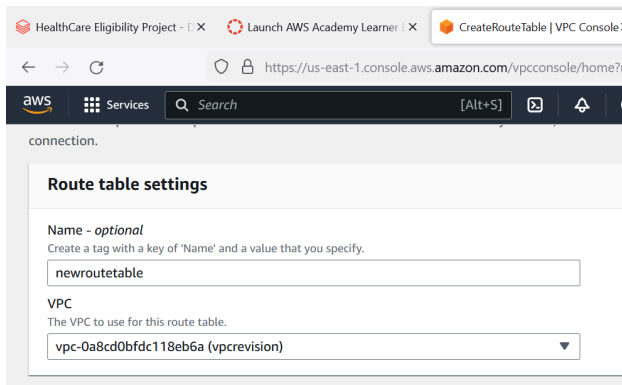 HealthCare Eligibility Project - D
Launch AWS Academy Learner
CreateRouteTable | VPC Console
https://us-east-1.console.aws.amazon.com/vpcconsole/home?
aws Services Search [Alt+S]
connection.
Route table settings
Name - optional
Create a tag with a key of 'Name' and a value that you specify.
newroutetable
VPC
The VPC to use for this route table.
vpc-0a8cd0bfdc118eb6a (vpcrevision)